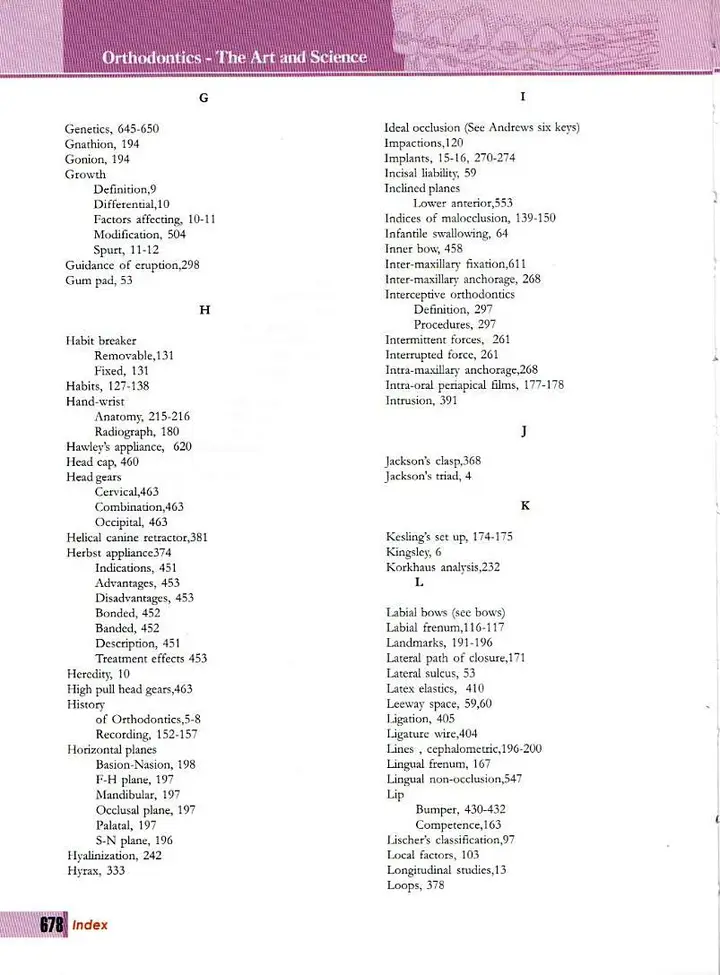 Orthodontics - The Art and Science
G
Genetics, 645-650
Gnathion, 194
Gonion, 194
Growth
Definition,9
Differential,10
Factors affecting, 10-11
Modification, 504
Spurt, 11-12
Guidance of eruption,298
Gum pad, 53
H
Habit breaker
Removable,131
Fixed, 131
Habits, 127-138
Hand-wrist
Anatomy, 215-216
Radiograph, 180
Hawley's appliance, 620
Head cap, 460
Head gears
Cervical,463
Combination,463
Occipital, 463
Helical canine retractor,381
Herbst appliance374
Indications, 451
Advantages, 453
Disadvantages, 453
Bonded, 452
Banded, 452
Description, 451
Treatment effects 453
Heredity, 10
High pull head gears,463
History
of Orthodontics,5-8
Recording, 152-157
Horizontal planes
Basion-Nasion, 198
F-H plane, 197
Mandibular, 197
Occlusal plane, 197
Palatal, 197
S-N plane, 196
Hyalinization, 242
Hyrax, 333
I
Ideal occlusion (See Andrews six keys)
Impactions,120
Implants, 15-16, 270-274
Incisal liability, 59
Inclined planes
Lower anterior,553
Indices of malocclusion, 139-150
Infantile swallowing, 64
Inner bow, 458
Inter-maxillary fixation,611
Inter-maxillary anchorage, 268
Interceptive orthodontics
Definition, 297
Procedures, 297
Intermittent forces, 261
Interrupted force, 261
Intra-maxillary anchorage,268
Intra-oral periapical films, 177-178
Intrusion, 391
J
Jackson's clasp,368
Jackson's triad, 4
K
Kesling's set up, 174-175
Kingsley, 6
Korkhaus analysis,232
L
Labial bows (see bows)
Labial frenum,116-117
Landmarks, 191-196
Lateral path of closure,171
Lateral sulcus, 53
Latex elastics, 410
Leeway space, 59,60
Ligation, 405
Ligature wire,404
Lines , cephalometric,196-200
Lingual frenum, 167
Lingual non-occlusion,547
Lip
Bumper, 430-432
Competence,163
Lischer's classification,97
Local factors, 103
Longitudinal studies,13
Loops, 378
678 Index